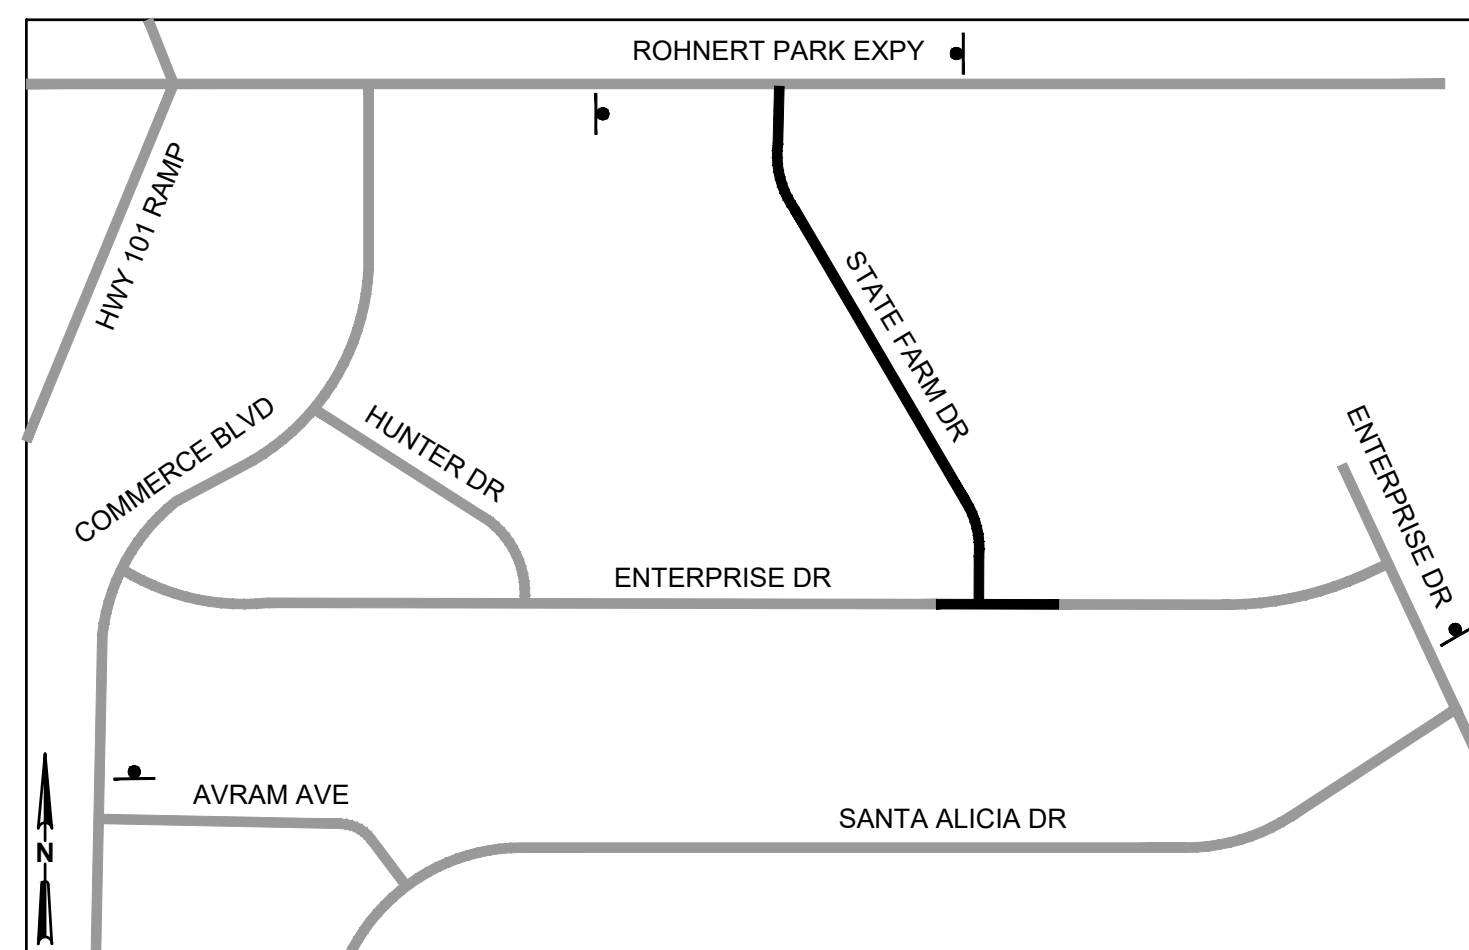 ROHNERT PARK EXPY
HWY 101 RAMP
STATE FARM DR
COMMERCE BLVD
HUNTER DR
ENTERPRISE DR
ENTERPRISE DR
AVRAM AVE
SANTA ALICIA DR
N